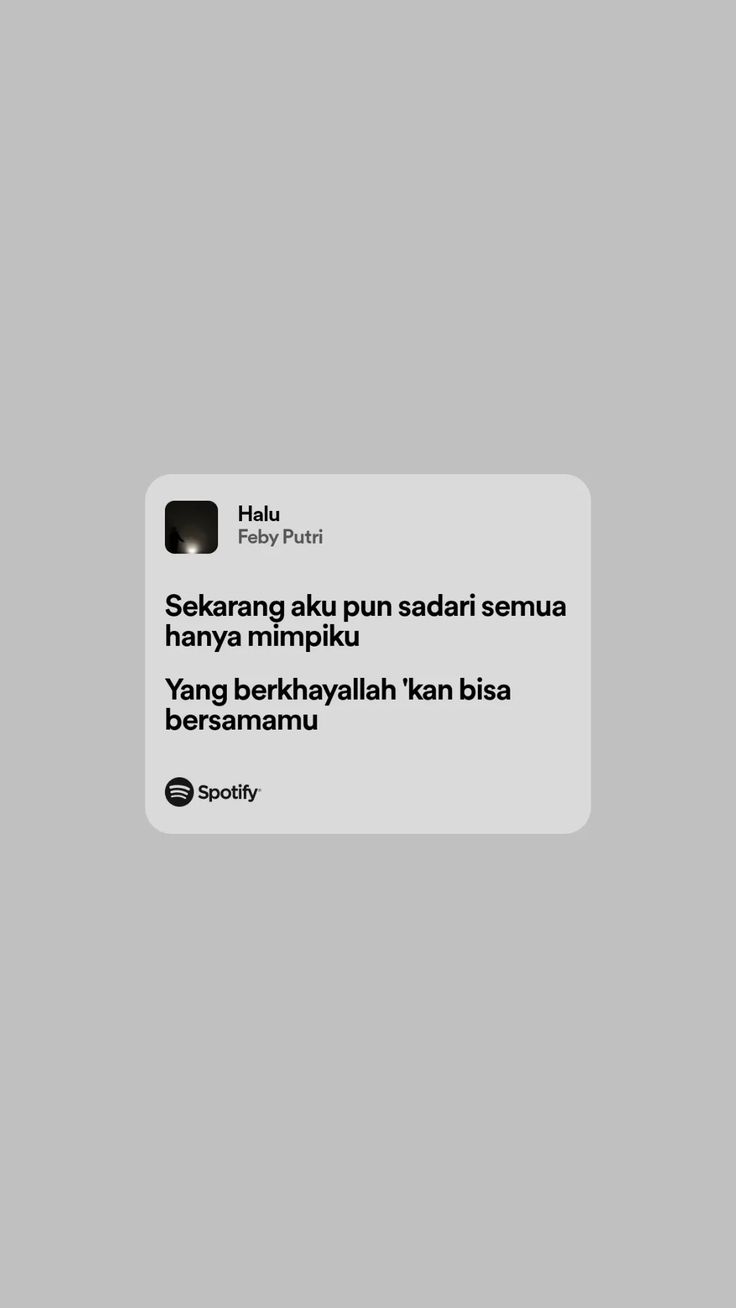 Halu
Feby Putri
Sekarang aku pun sadari semua
hanya mimpiku
Yang berkhayallah 'kan bisa
bersamamu
Spotify